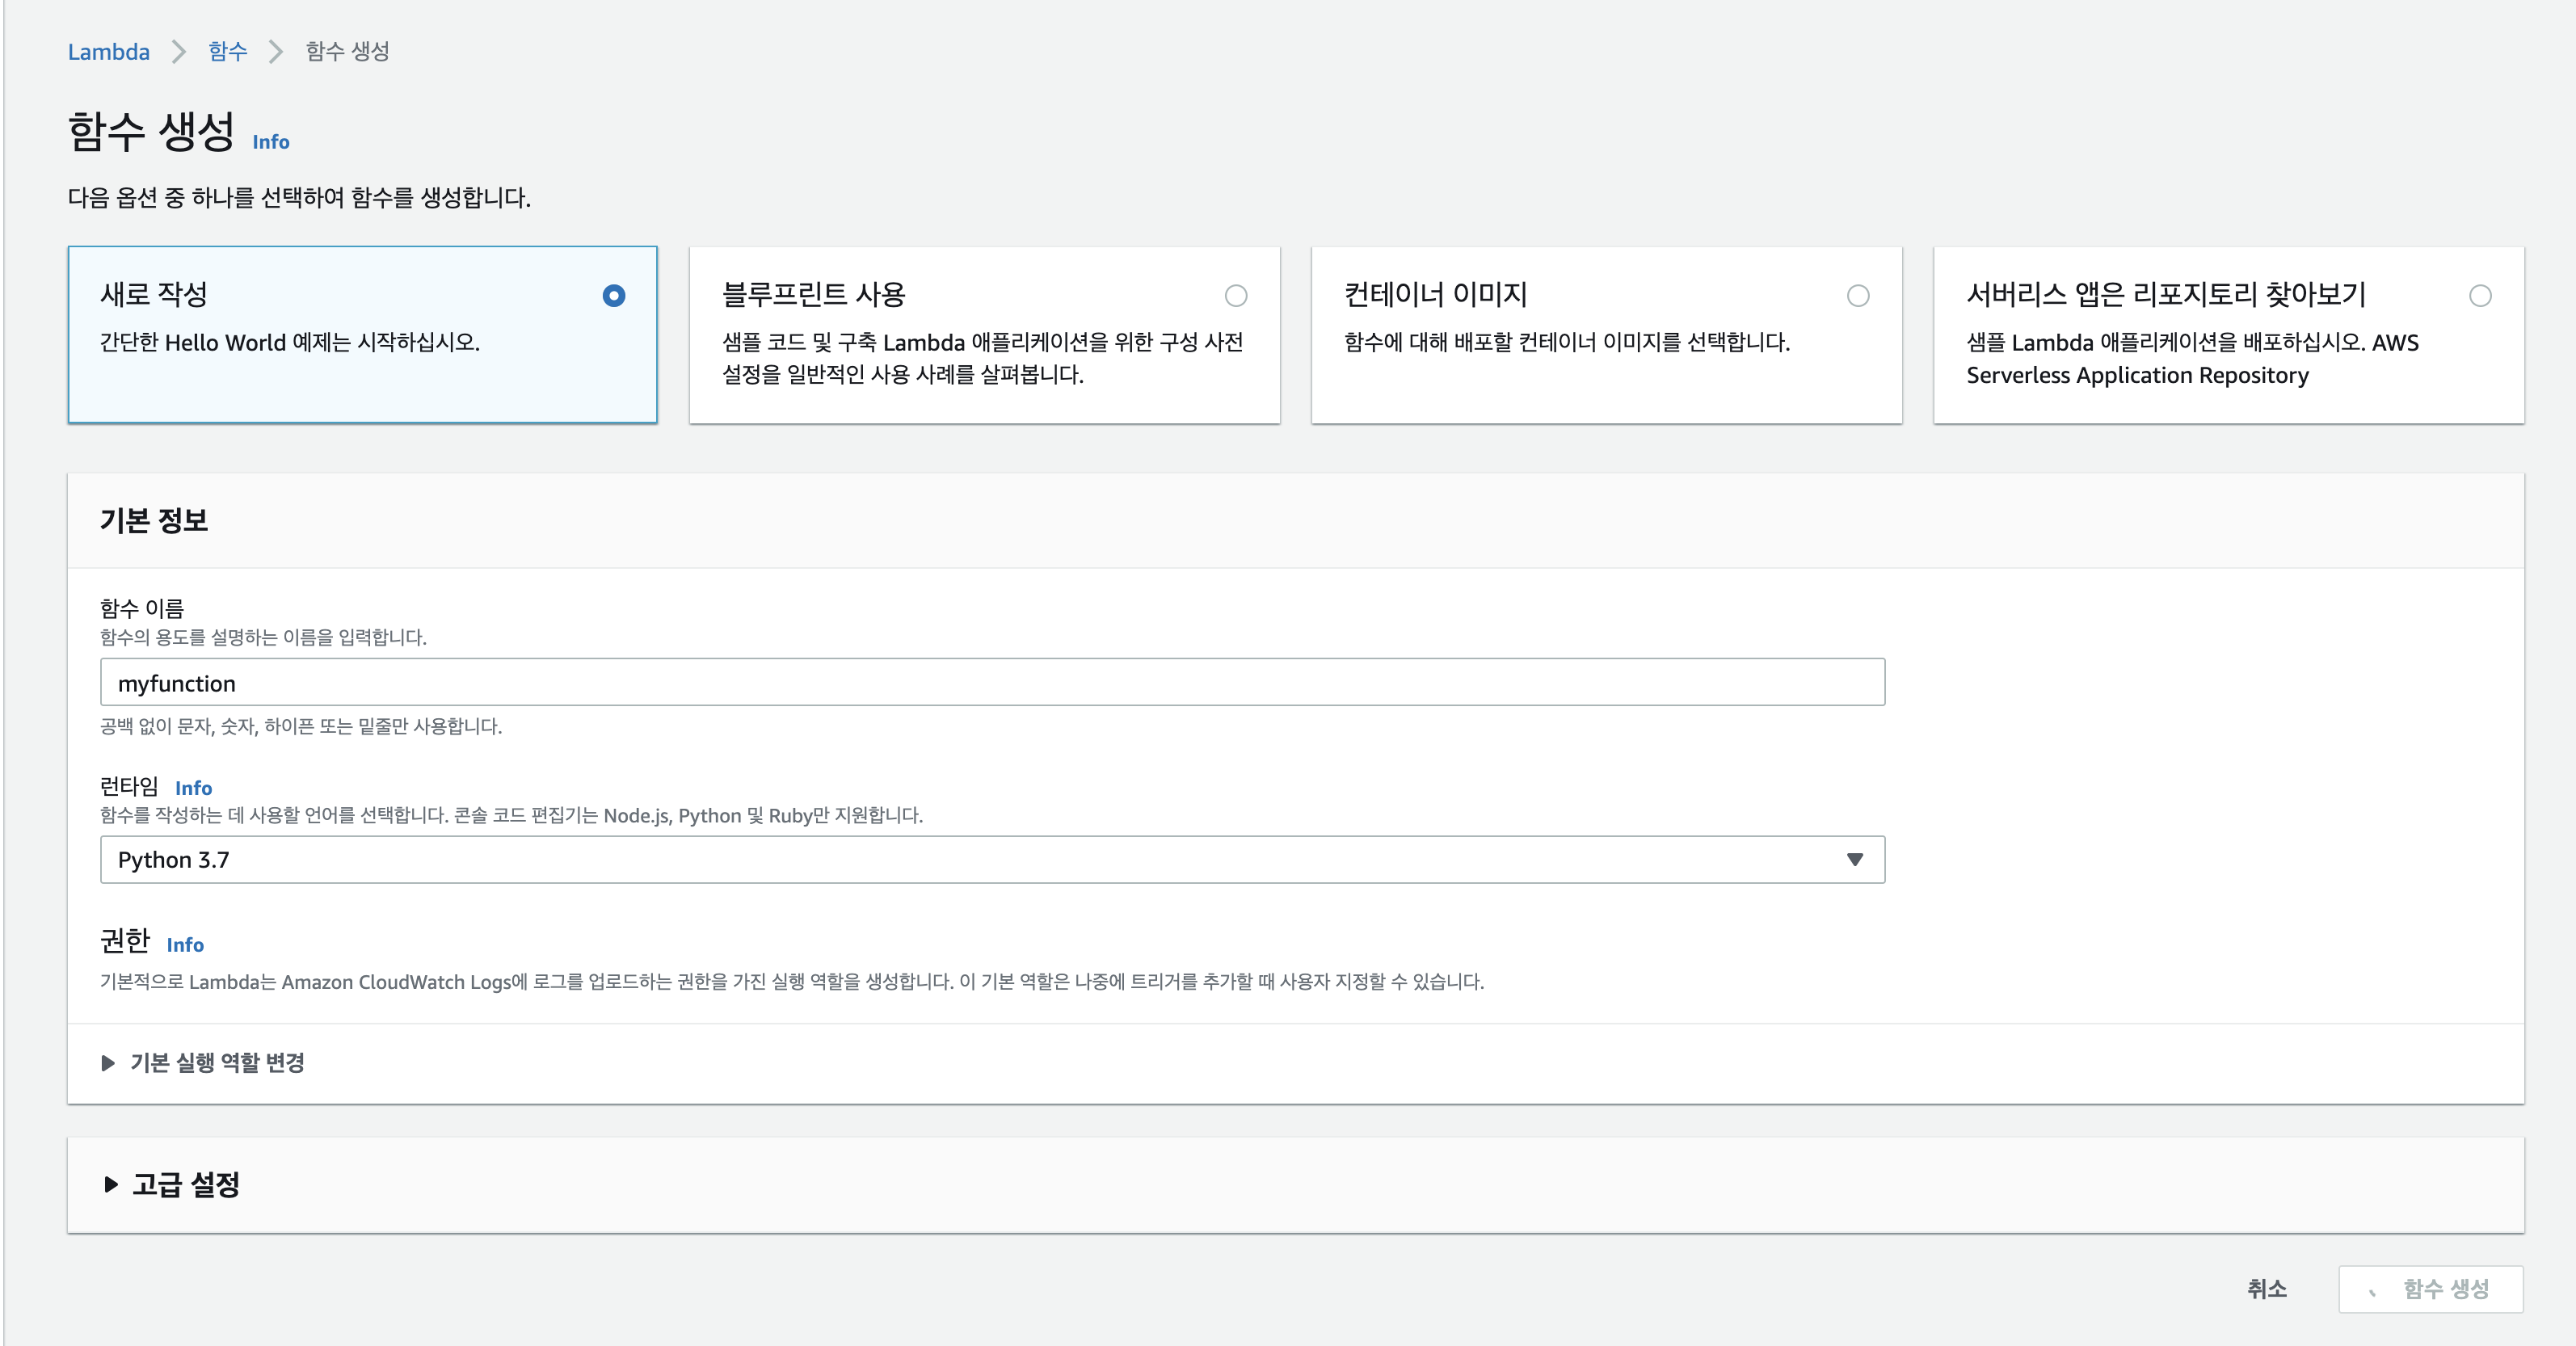 Lambda 함수 함수 생성
함수 생성 Info
다음 옵션 중 하나를 선택하여 함수를 생성합니다.
새로 작성
간단한 Hello World 예제는 시작하십시오.
블루프린트 사용
샘플 코드 및 구축 Lambda 애플리케이션을 위한 구성 사전
설정을 일반적인 사용 사례를 살펴봅니다.
컨테이너 이미지
함수에 대해 배포할 컨테이너 이미지를 선택합니다.
서버리스 앱은 리포지토리 찾아보기
샘플 Lambda 애플리케이션을 배포하십시오. AWS
Serverless Application Repository
기본 정보
함수 이름
함수의 용도를 설명하는 이름을 입력합니다.
myfunction
공백 없이 문자, 숫자, 하이픈 또는 밑줄만 사용합니다.
런타임 Info
함수를 작성하는 데 사용할 언어를 선택합니다. 콘솔 코드 편집기는 Node.js, Python 및 Ruby만 지원합니다.
Python 3.7
권한 Info
기본적으로 Lambda는 Amazon CloudWatch Logs에 로그를 업로드하는 권한을 가진 실행 역할을 생성합니다. 이 기본 역할은 나중에 트리거를 추가할 때 사용자 지정할 수 있습니다.
기본 실행 역할 변경
고급 설정
취소 함수 생성